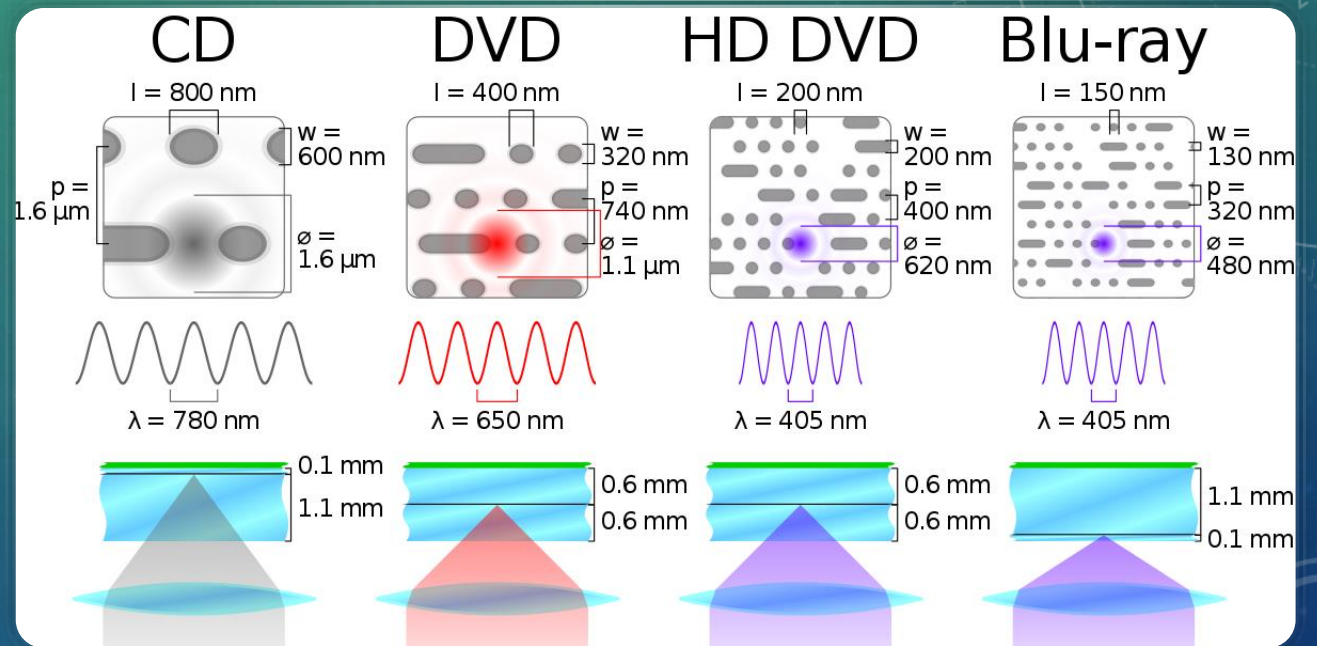 CD
l = 800 nm
w =
600 nm
p =
1.6 µm
⌀ =
1.6 µm
λ = 780 nm
0.1 mm
1.1 mm
DVD
l = 400 nm
w =
320 nm
p =
740 nm
⌀ =
1.1 µm
λ = 650 nm
0.6 mm
0.6 mm
HD DVD
l = 200 nm
w =
200 nm
p =
400 nm
⌀ =
620 nm
λ = 405 nm
0.6 mm
0.6 mm
Blu-ray
l = 150 nm
w =
130 nm
p =
320 nm
⌀ =
480 nm
λ = 405 nm
1.1 mm
0.1 mm